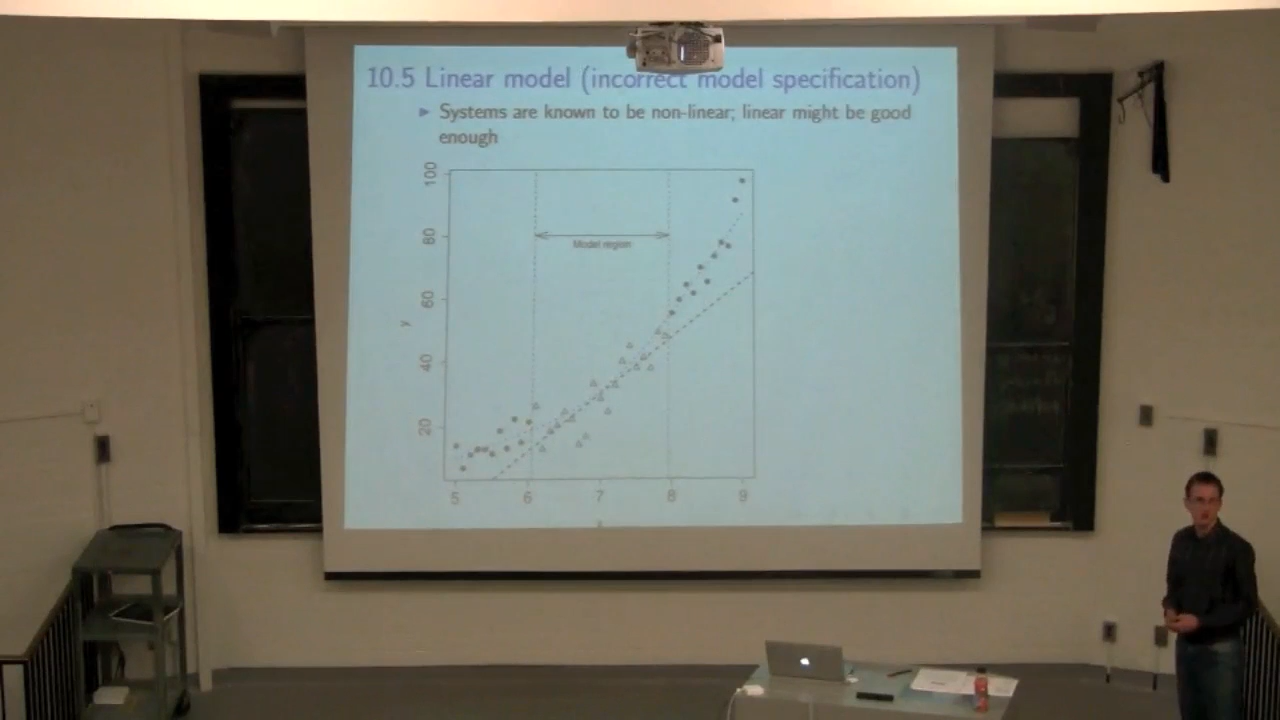 10.5 Linear model (incorrect model specification)
Systems are known to be non-linear; linear might be good
enough
100
80
60
40
20
y
Model region
5 6 7 8 9